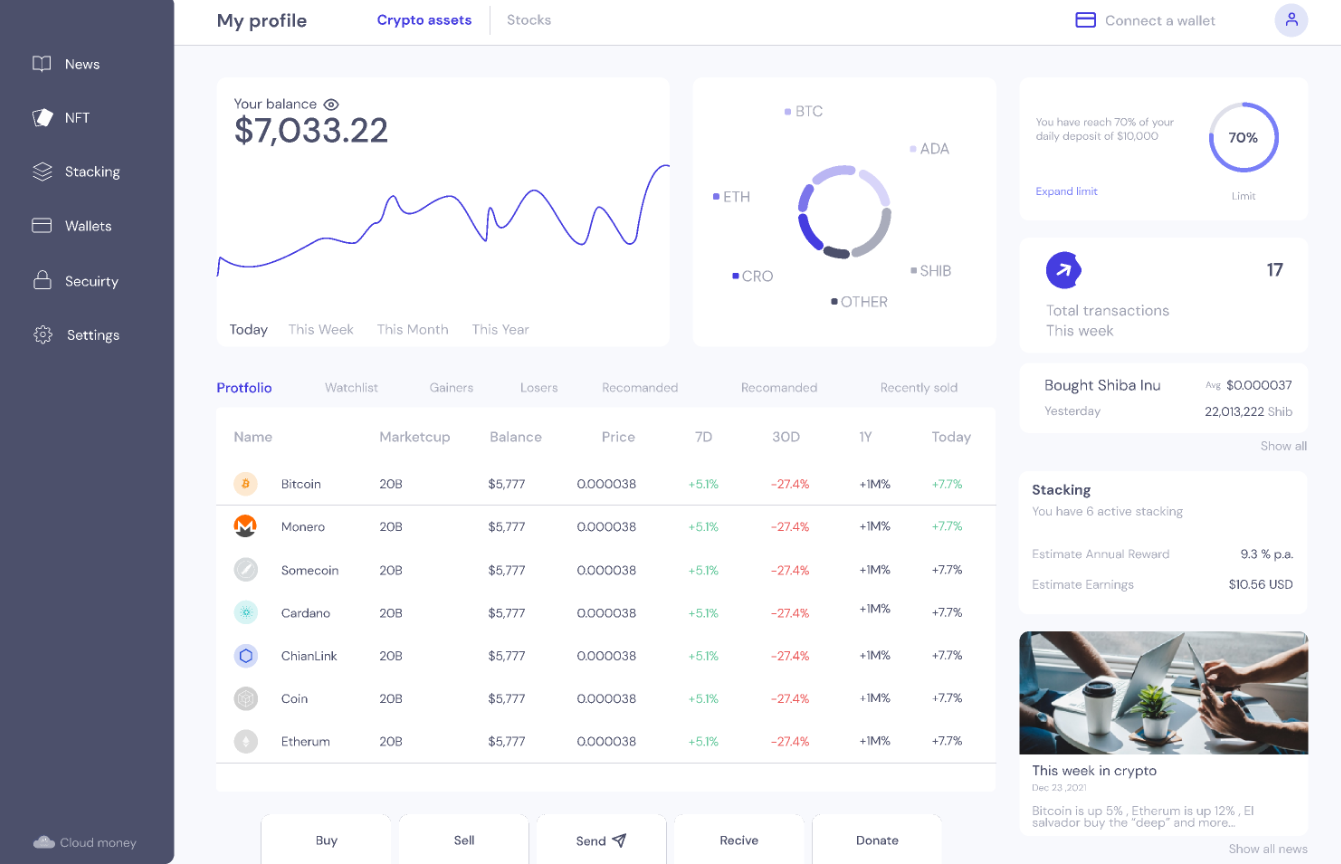 My profile
Crypto assets
Stocks
Connect a wallet
News
NFT
Stacking
Wallets
Secuirty
Settings
Cloud money
Your balance
$7,033.22
Today This Week This Month This Year
BTC
ADA
ETH
CRO
SHIB
OTHER
You have reach 70% of your
daily deposit of $10,000
Expand limit
70%
Limit
17
Total transactions
This week
Bought Shiba Inu Avg $0.000037
Yesterday 22,013,222 Shib
Show all
Protfolio Watchlist Gainers Losers Recomanded Recomanded Recently sold
Name Marketcup Balance Price 7D 30D 1Y Today
Bitcoin 20B $5,777 0.000038 +5.1% -27.4% +1M% +7.7%
Monero 20B $5,777 0.000038 +5.1% -27.4% +1M% +7.7%
Somecoin 20B $5,777 0.000038 +5.1% -27.4% +1M% +7.7%
Cardano 20B $5,777 0.000038 +5.1% -27.4% +1M% +7.7%
ChianLink 20B $5,777 0.000038 +5.1% -27.4% +1M% +7.7%
Coin 20B $5,777 0.000038 +5.1% -27.4% +1M% +7.7%
Etherum 20B $5,777 0.000038 +5.1% -27.4% +1M% +7.7%
Stacking
You have 6 active stacking
Estimate Annual Reward 9.3 % p.a.
Estimate Earnings $10.56 USD
This week in crypto
Dec 23 ,2021
Bitcoin is up 5% , Etherum is up 12% , El
salvador buy the “deep” and more...
Show all news
Buy
Sell
Send
Recive
Donate